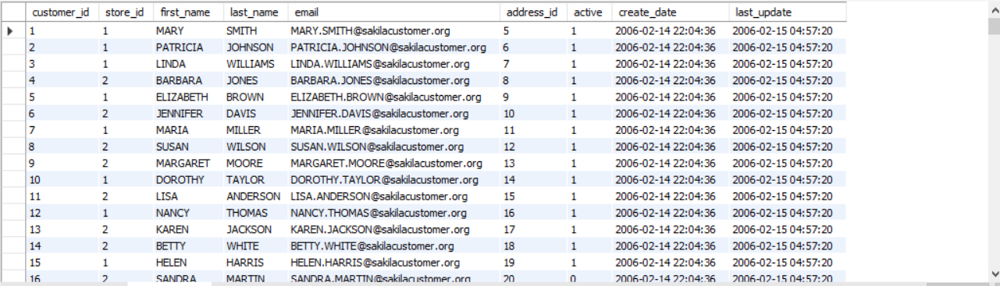 customer_id store_id first_name last_name email address_id active create_date last_update
1 1 MARY SMITH MARY.SMITH@sakilacustomer.org 5 1 2006-02-14 22:04:36 2006-02-15 04:57:20
2 1 PATRICIA JOHNSON PATRICIA.JOHNSON@sakilacustomer.org 6 1 2006-02-14 22:04:36 2006-02-15 04:57:20
3 1 LINDA WILLIAMS LINDA.WILLIAMS@sakilacustomer.org 7 1 2006-02-14 22:04:36 2006-02-15 04:57:20
4 2 BARBARA JONES BARBARA.JONES@sakilacustomer.org 8 1 2006-02-14 22:04:36 2006-02-15 04:57:20
5 1 ELIZABETH BROWN ELIZABETH.BROWN@sakilacustomer.org 9 1 2006-02-14 22:04:36 2006-02-15 04:57:20
6 2 JENNIFER DAVIS JENNIFER.DAVIS@sakilacustomer.org 10 1 2006-02-14 22:04:36 2006-02-15 04:57:20
7 1 MARIA MILLER MARIA.MILLER@sakilacustomer.org 11 1 2006-02-14 22:04:36 2006-02-15 04:57:20
8 2 SUSAN WILSON SUSAN.WILSON@sakilacustomer.org 12 1 2006-02-14 22:04:36 2006-02-15 04:57:20
9 2 MARGARET MOORE MARGARET.MOORE@sakilacustomer.org 13 1 2006-02-14 22:04:36 2006-02-15 04:57:20
10 1 DOROTHY TAYLOR DOROTHY.TAYLOR@sakilacustomer.org 14 1 2006-02-14 22:04:36 2006-02-15 04:57:20
11 2 LISA ANDERSON LISA.ANDERSON@sakilacustomer.org 15 1 2006-02-14 22:04:36 2006-02-15 04:57:20
12 1 NANCY THOMAS NANCY.THOMAS@sakilacustomer.org 16 1 2006-02-14 22:04:36 2006-02-15 04:57:20
13 2 KAREN JACKSON KAREN.JACKSON@sakilacustomer.org 17 1 2006-02-14 22:04:36 2006-02-15 04:57:20
14 2 BETTY WHITE BETTY.WHITE@sakilacustomer.org 18 1 2006-02-14 22:04:36 2006-02-15 04:57:20
15 1 HELEN HARRIS HELEN.HARRIS@sakilacustomer.org 19 1 2006-02-14 22:04:36 2006-02-15 04:57:20
16 2 SANDRA MARTIN SANDRA.MARTIN@sakilacustomer.org 20 0 2006-02-14 22:04:36 2006-02-15 04:57:20